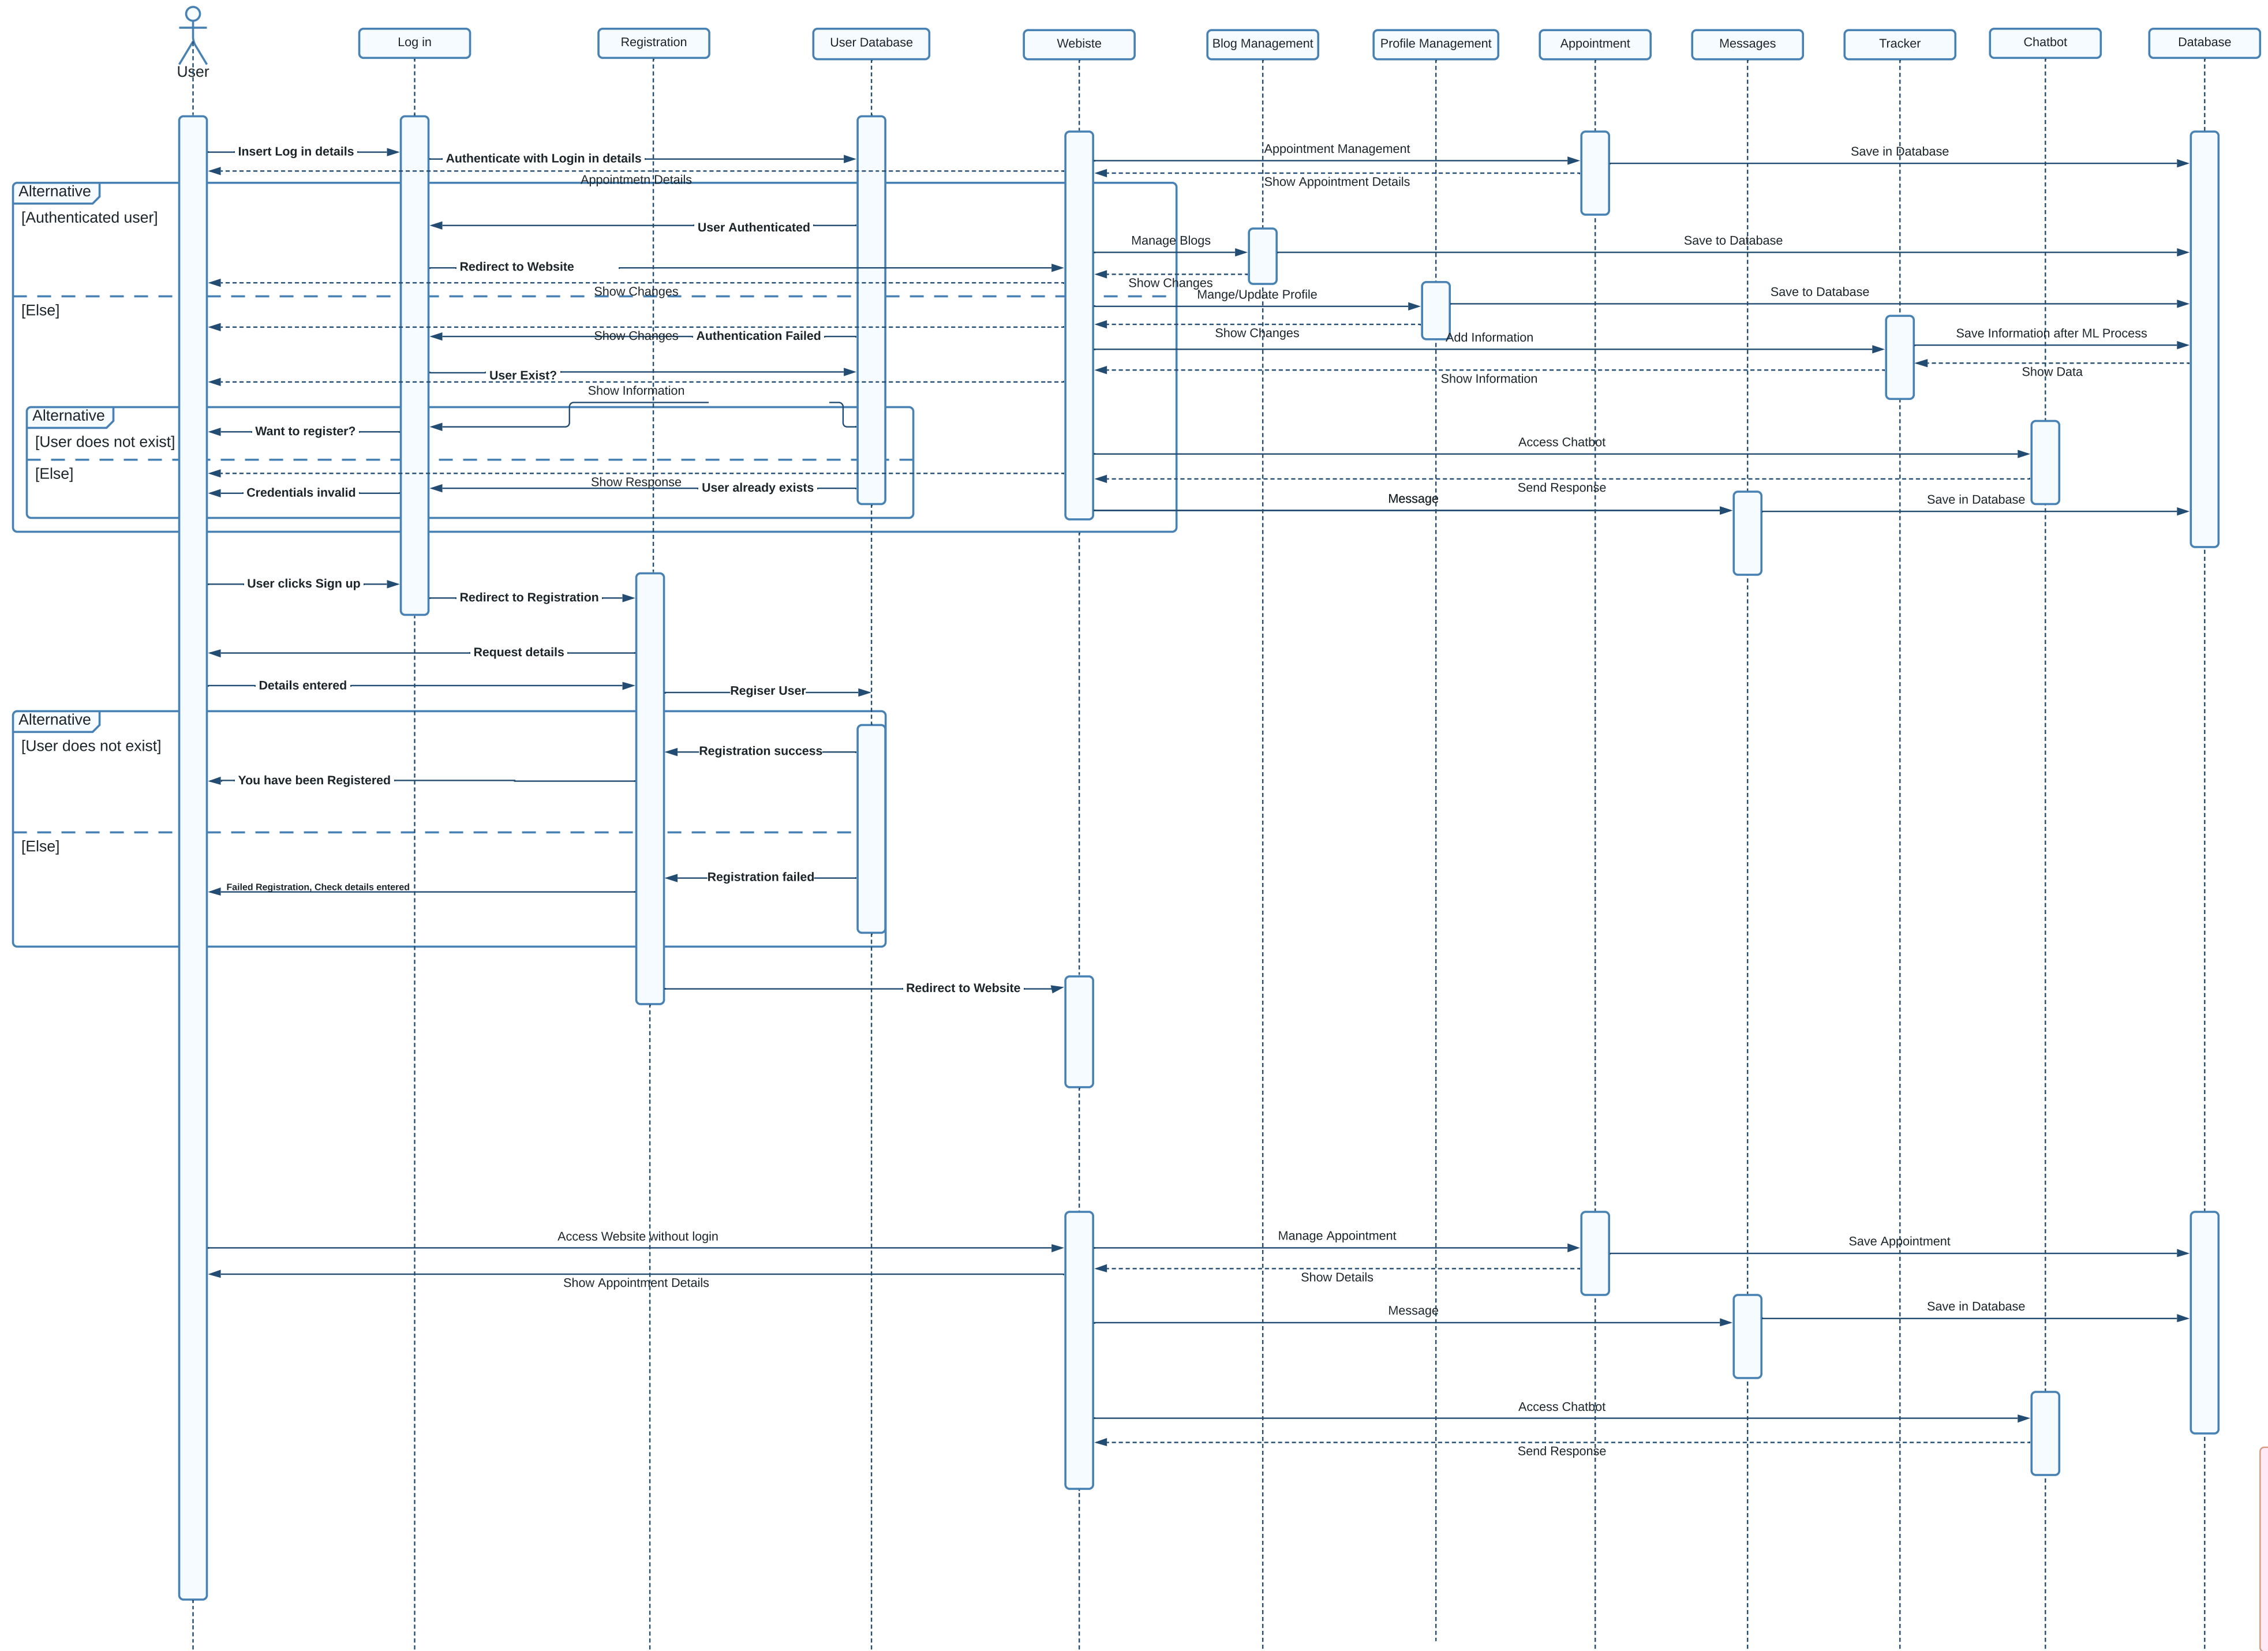 User
Log in
Registration
User Database
Webiste
Blog Management
Profile Management
Appointment
Messages
Tracker
Chatbot
Database
Insert Log in details
Authenticate with Login in details
Appointment Management
Save in Database
Appointmetn Details
Show Appointment Details
Alternative
[Authenticated user]
User Authenticated
Manage Blogs
Save to Database
Redirect to Website
Show Changes
Show Changes
Mange/Update Profile
Save to Database
[Else]
Show Changes
Authentication Failed
Show Changes
Add Information
Save Information after ML Process
User Exist?
Show Information
Show Information
Show Data
Alternative
Want to register?
[User does not exist]
Access Chatbot
[Else]
Show Response
User already exists
Send Response
Credentials invalid
Message
Save in Database
User clicks Sign up
Redirect to Registration
Request details
Details entered
Regiser User
Alternative
[User does not exist]
Registration success
You have been Registered
[Else]
Registration failed
Failed Registration, Check details entered
Redirect to Website
Access Website without login
Manage Appointment
Save Appointment
Show Appointment Details
Show Details
Message
Save in Database
Access Chatbot
Send Response